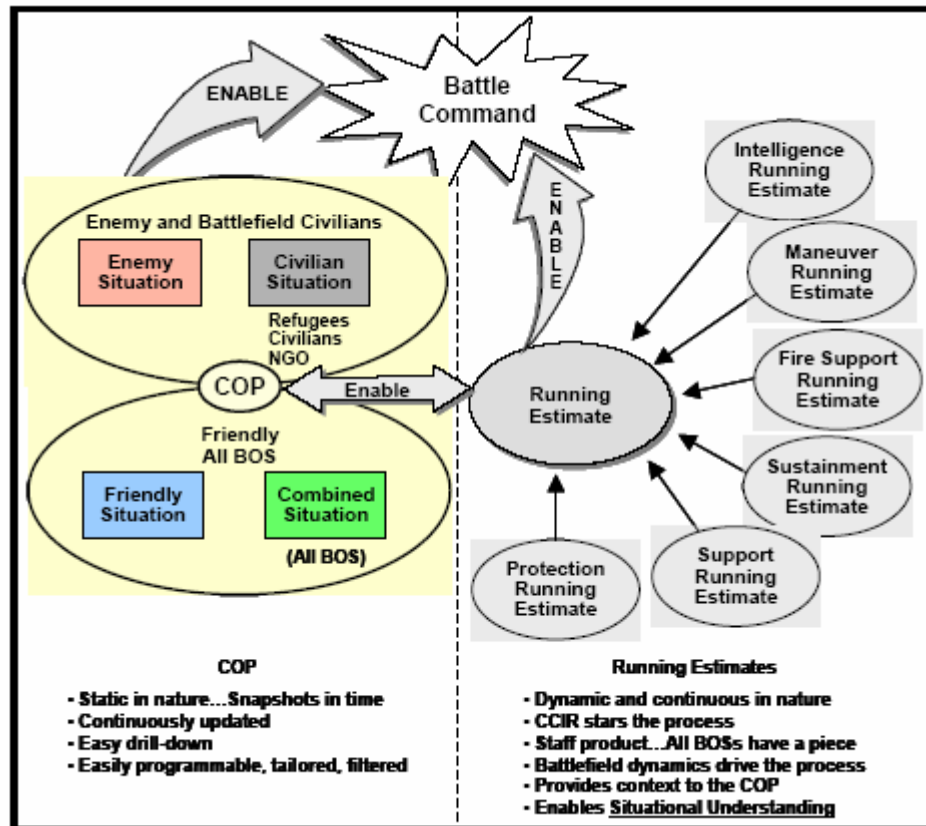 Battle
Command
ENABLE
ENABLE
Enemy and Battlefield Civilians
Enemy
Situation
Civilian
Situation
Refugees
Civilians
NGO
COP
Enable
Friendly
All BOS
Friendly
Situation
Combined
Situation
(All BOS)
Running
Estimate
Intelligence
Running
Estimate
Maneuver
Running
Estimate
Fire Support
Running
Estimate
Sustainment
Running
Estimate
Support
Running
Estimate
Protection
Running
Estimate
COP
- Static in nature...Snapshots in time
- Continuously updated
- Easy drill-down
- Easily programmable, tailored, filtered
Running Estimates
- Dynamic and continuous in nature
- CCIR stars the process
- Staff product...All BOSs have a piece
- Battlefield dynamics drive the process
- Provides context to the COP
- Enables Situational Understanding